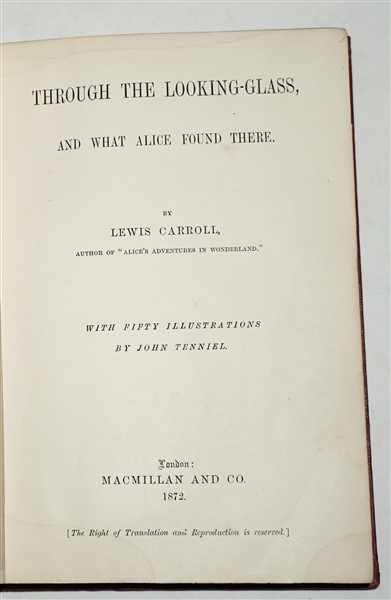 THROUGH THE LOOKING-GLASS,
AND WHAT ALICE FOUND THERE.
BY
LEWIS CARROLL,
AUTHOR OF "ALICE'S ADVENTURES IN WONDERLAND."
WITH FIFTY ILLUSTRATIONS
BY JOHN TENNIEL.
London:
MACMILLAN AND CO.
1872.
[The Right of Translation and Reproduction is reserved.]